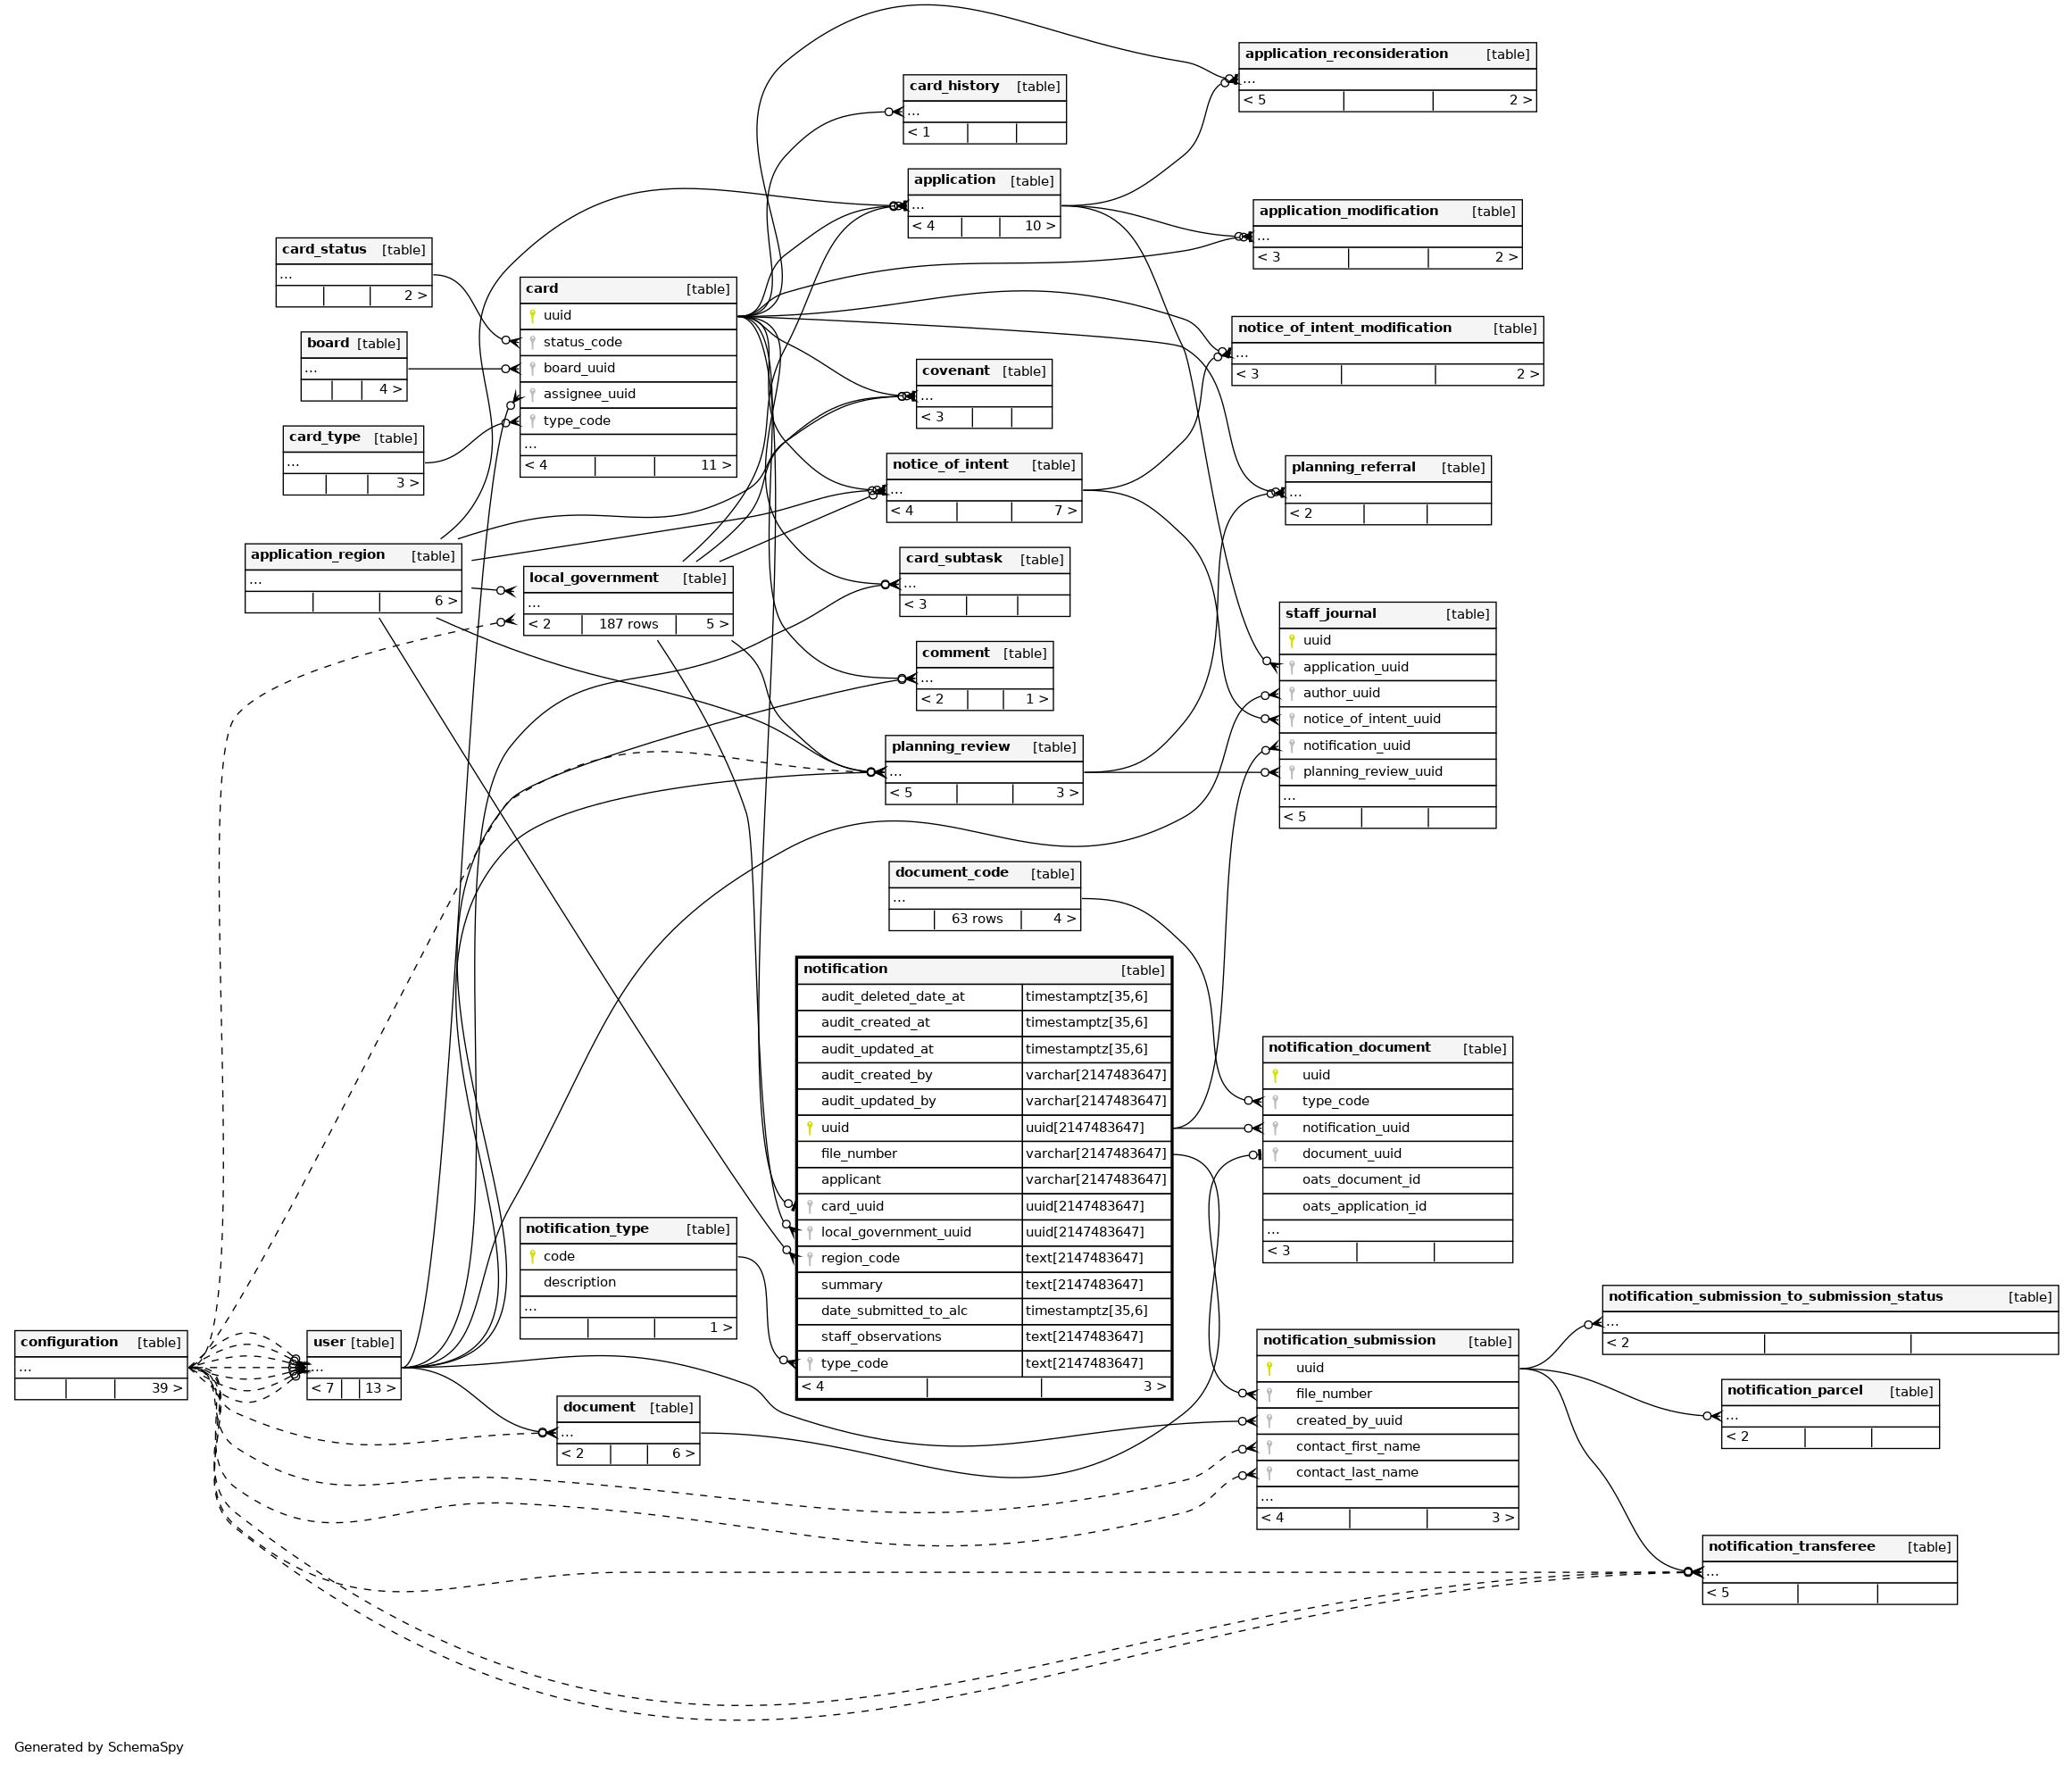 application_reconsideration [table]
...
< 5 2 >
card_history [table]
...
< 1
application [table]
...
< 4 10 >
application_modification [table]
...
< 3 2 >
card_status [table]
...
2 >
card [table]
uuid
status_code
board_uuid
assignee_uuid
type_code
...
< 4 11 >
board [table]
...
4 >
card_type [table]
...
3 >
notice_of_intent_modification [table]
...
< 3 2 >
covenant [table]
...
< 3
notice_of_intent [table]
...
< 4 7 >
planning_referral [table]
...
< 2
application_region [table]
...
6 >
local_government [table]
...
< 2 187 rows 5 >
card_subtask [table]
...
< 3
comment [table]
...
< 2 1 >
staff_journal [table]
uuid
application_uuid
author_uuid
notice_of_intent_uuid
notification_uuid
planning_review_uuid
...
< 5
planning_review [table]
...
< 5 3 >
document_code [table]
...
63 rows 4 >
notification [table]
audit_deleted_date_at timestamptz[35,6]
audit_created_at timestamptz[35,6]
audit_updated_at timestamptz[35,6]
audit_created_by varchar[2147483647]
audit_updated_by varchar[2147483647]
uuid uuid[2147483647]
file_number varchar[2147483647]
applicant varchar[2147483647]
card_uuid uuid[2147483647]
local_government_uuid uuid[2147483647]
region_code text[2147483647]
summary text[2147483647]
date_submitted_to_alc timestamptz[35,6]
staff_observations text[2147483647]
type_code text[2147483647]
< 4 3 >
notification_document [table]
uuid
type_code
notification_uuid
document_uuid
oats_document_id
oats_application_id
...
< 3
notification_type [table]
code
description
...
1 >
configuration [table]
...
39 >
user [table]
...
< 7 13 >
document [table]
...
< 2 6 >
notification_submission [table]
uuid
file_number
created_by_uuid
contact_first_name
contact_last_name
...
< 4 3 >
notification_submission_to_submission_status [table]
...
< 2
notification_parcel [table]
...
< 2
notification_transferee [table]
...
< 5
Generated by SchemaSpy